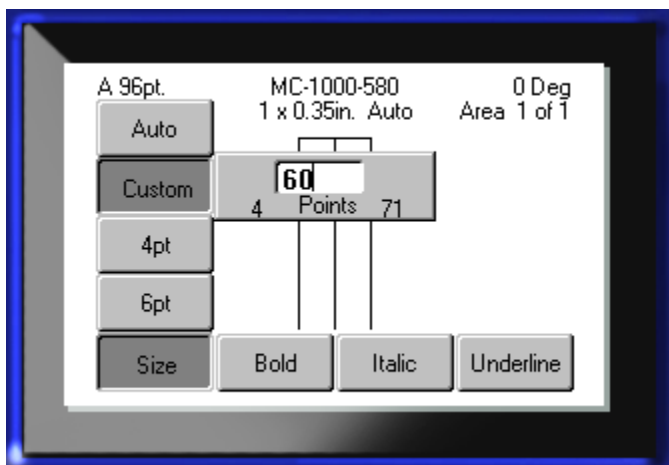 A 96pt. MC-1000-580 0 Deg
1 x 0.35in. Auto Area 1 of 1
Auto
Custom
60
4 Points 71
4pt
6pt
Size Bold Italic Underline